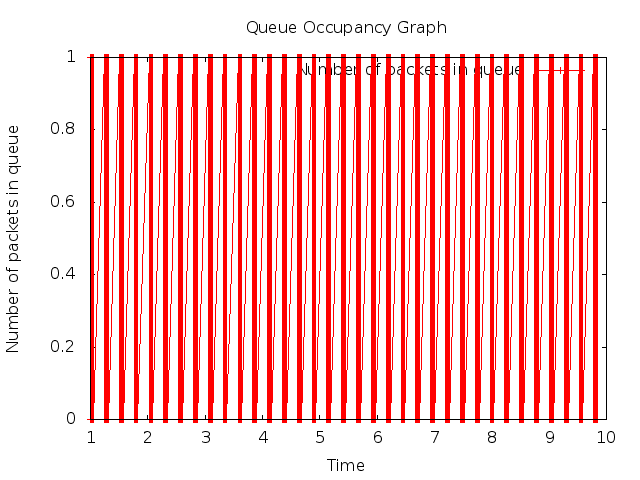 Queue Occupancy Graph
Number of packets in queue
1
0.8
0.6
0.4
0.2
0
Number of packets in queue
1 2 3 4 5 6 7 8 9 10
Time